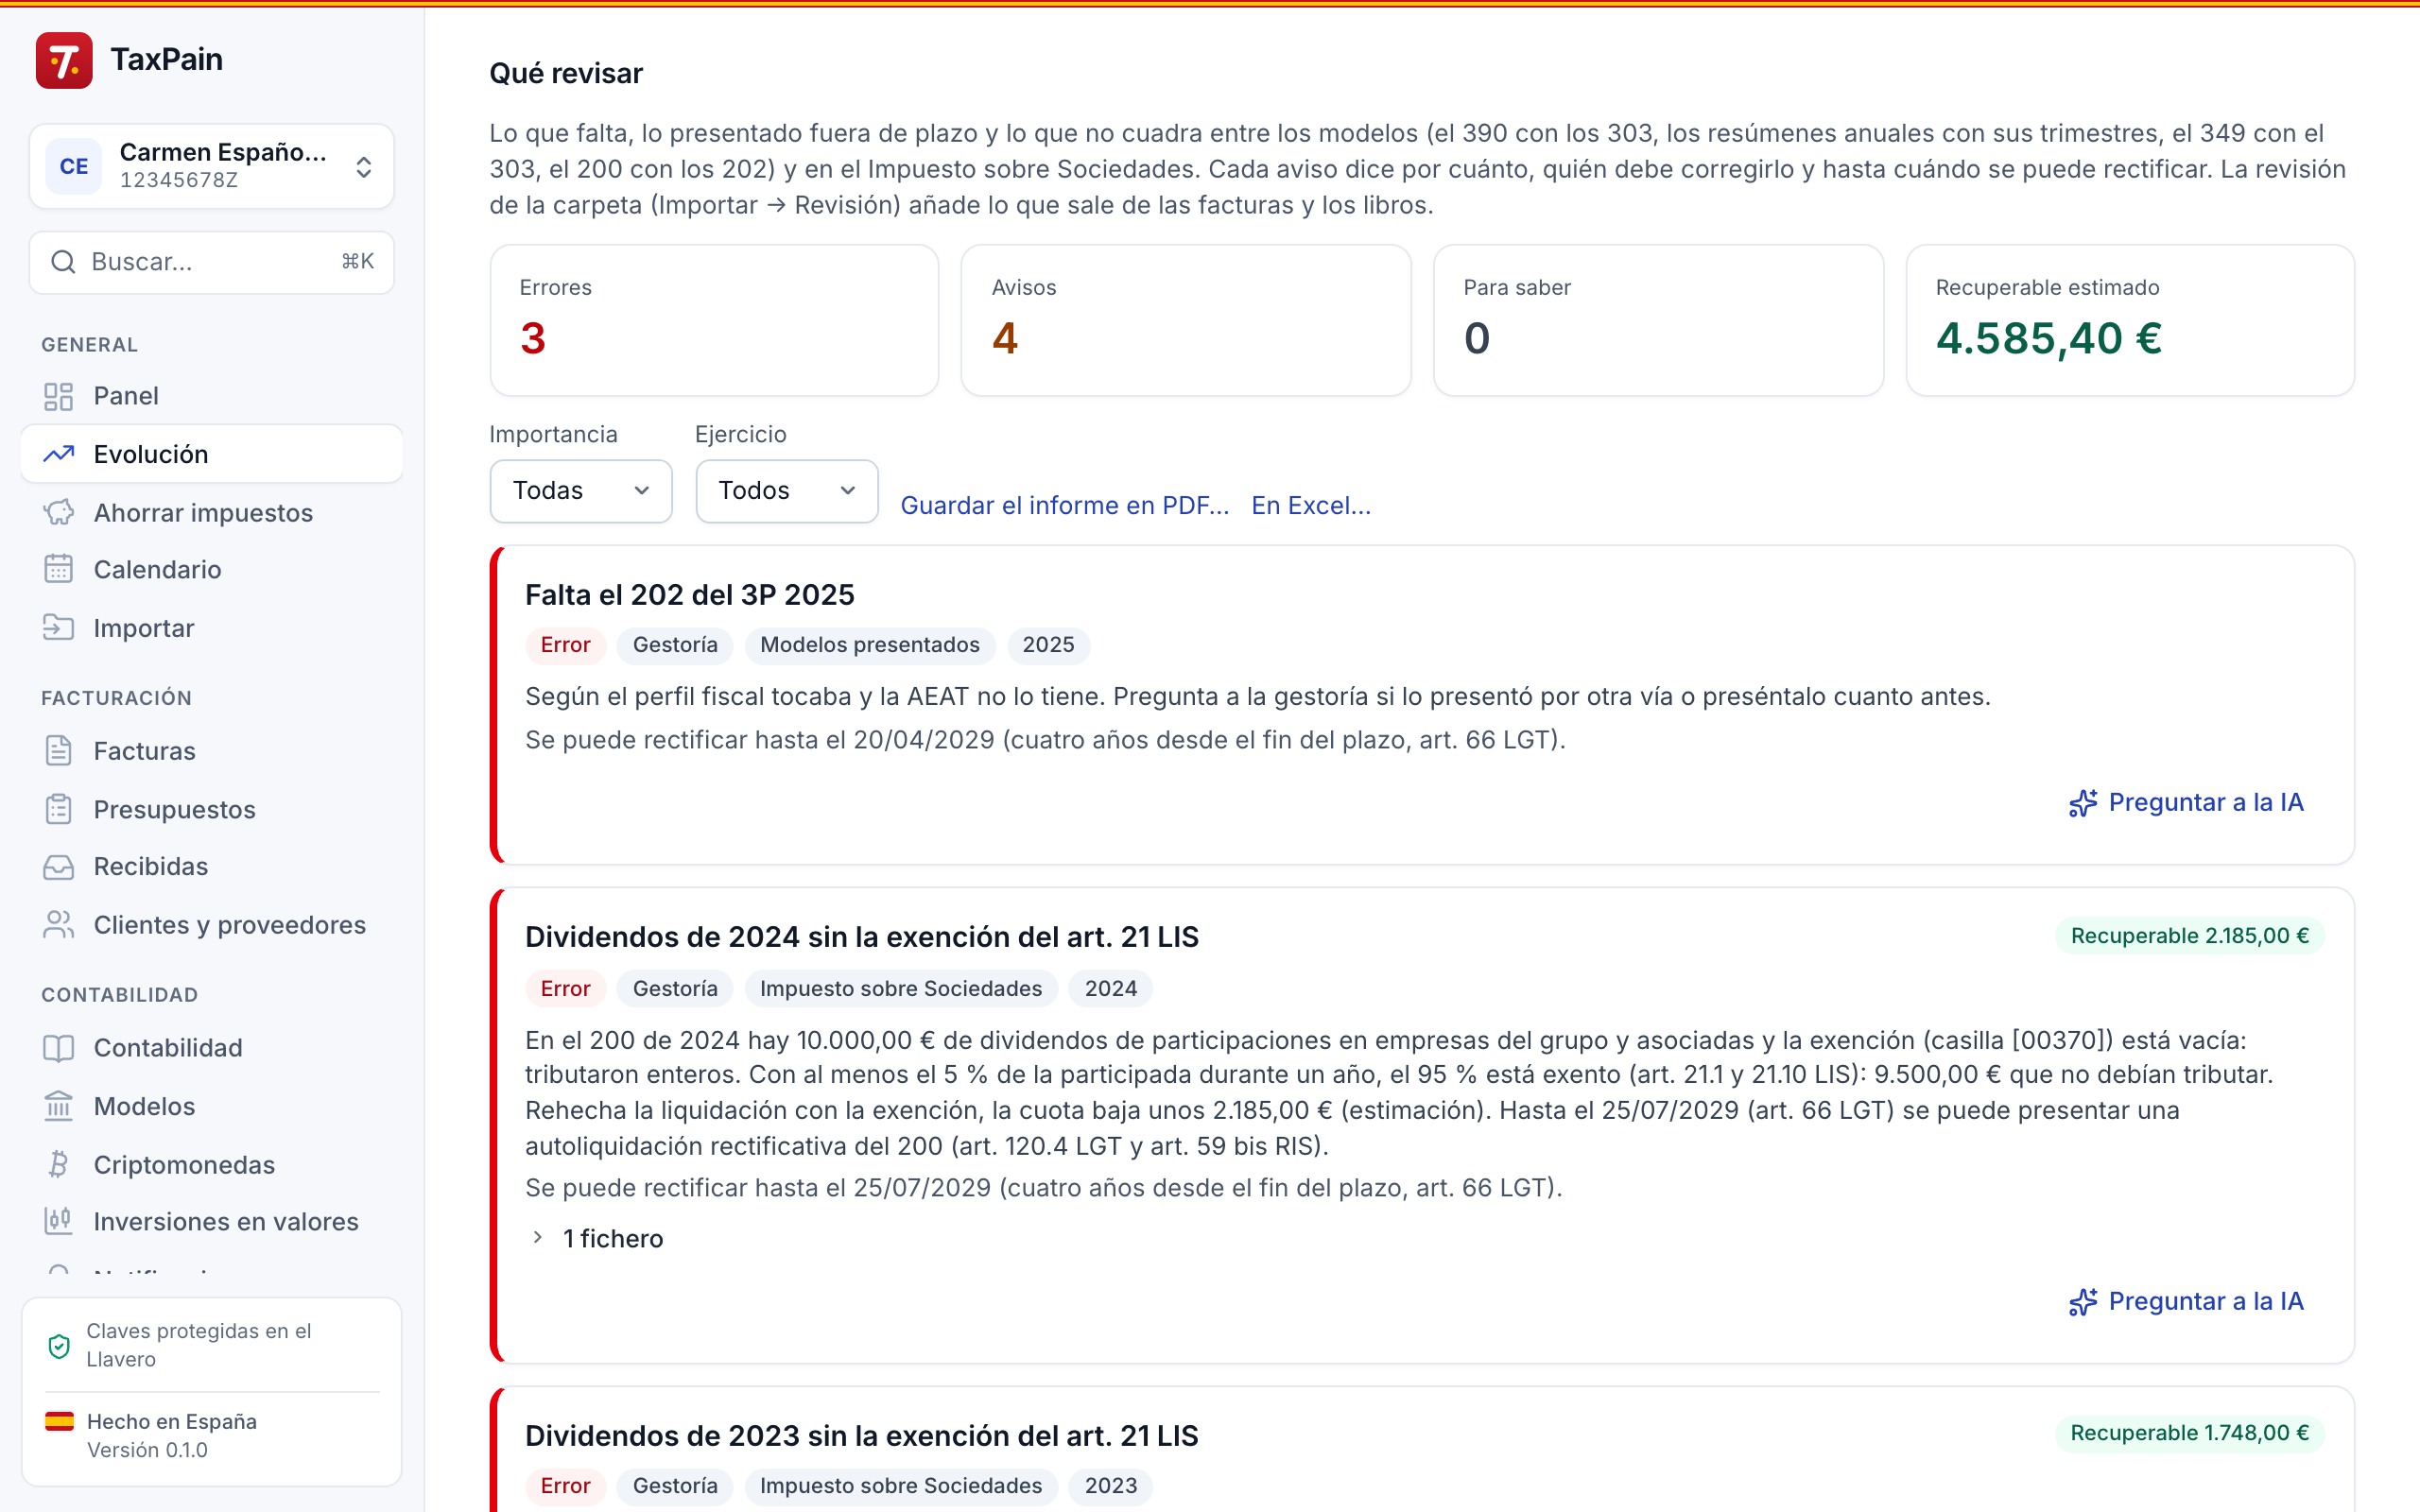 TaxPain
CE
Carmen Españo...
12345678Z
Buscar...
⌘K
GENERAL
Panel
Evolución
Ahorrar impuestos
Calendario
Importar
FACTURACIÓN
Facturas
Presupuestos
Recibidas
Clientes y proveedores
CONTABILIDAD
Contabilidad
Modelos
Criptomonedas
Inversiones en valores
Claves protegidas en el
Llavero
Hecho en España
Versión 0.1.0
Qué revisar
Lo que falta, lo presentado fuera de plazo y lo que no cuadra entre los modelos (el 390 con los 303, los resúmenes anuales con sus trimestres, el 349 con el
303, el 200 con los 202) y en el Impuesto sobre Sociedades. Cada aviso dice por cuánto, quién debe corregirlo y hasta cuándo se puede rectificar. La revisión
de la carpeta (Importar → Revisión) añade lo que sale de las facturas y los libros.
Errores
3
Avisos
4
Para saber
0
Recuperable estimado
4.585,40 €
Importancia
Todas
Ejercicio
Todos
Guardar el informe en PDF...
En Excel...
Falta el 202 del 3P 2025
Error Gestoría Modelos presentados 2025
Según el perfil fiscal tocaba y la AEAT no lo tiene. Pregunta a la gestoría si lo presentó por otra vía o preséntalo cuanto antes.
Se puede rectificar hasta el 20/04/2029 (cuatro años desde el fin del plazo, art. 66 LGT).
Preguntar a la IA
Dividendos de 2024 sin la exención del art. 21 LIS
Recuperable 2.185,00 €
Error Gestoría Impuesto sobre Sociedades 2024
En el 200 de 2024 hay 10.000,00 € de dividendos de participaciones en empresas del grupo y asociadas y la exención (casilla [00370]) está vacía:
tributaron enteros. Con al menos el 5 % de la participada durante un año, el 95 % está exento (art. 21.1 y 21.10 LIS): 9.500,00 € que no debían tributar.
Rehecha la liquidación con la exención, la cuota baja unos 2.185,00 € (estimación). Hasta el 25/07/2029 (art. 66 LGT) se puede presentar una
autoliquidación rectificativa del 200 (art. 120.4 LGT y art. 59 bis RIS).
Se puede rectificar hasta el 25/07/2029 (cuatro años desde el fin del plazo, art. 66 LGT).
1 fichero
Preguntar a la IA
Dividendos de 2023 sin la exención del art. 21 LIS
Recuperable 1.748,00 €
Error Gestoría Impuesto sobre Sociedades 2023